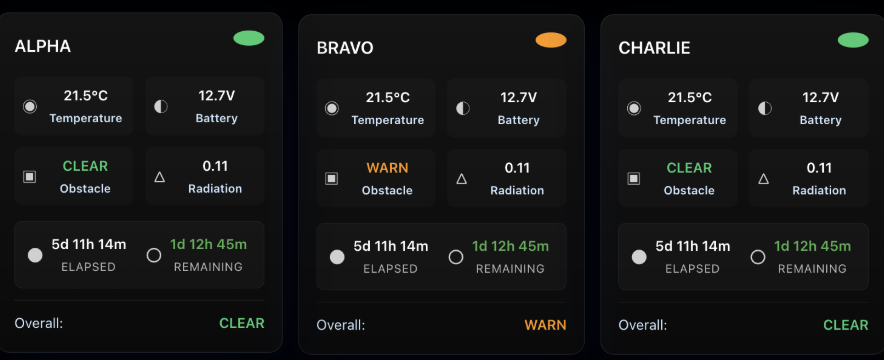 ALPHA
21.5°C 12.7V
Temperature Battery
CLEAR 0.11
Obstacle Radiation
5d 11h 14m 1d 12h 45m
ELAPSED REMAINING
Overall: CLEAR
BRAVO
21.5°C 12.7V
Temperature Battery
WARN 0.11
Obstacle Radiation
5d 11h 14m 1d 12h 45m
ELAPSED REMAINING
Overall: WARN
CHARLIE
21.5°C 12.7V
Temperature Battery
CLEAR 0.11
Obstacle Radiation
5d 11h 14m 1d 12h 45m
ELAPSED REMAINING
Overall: CLEAR